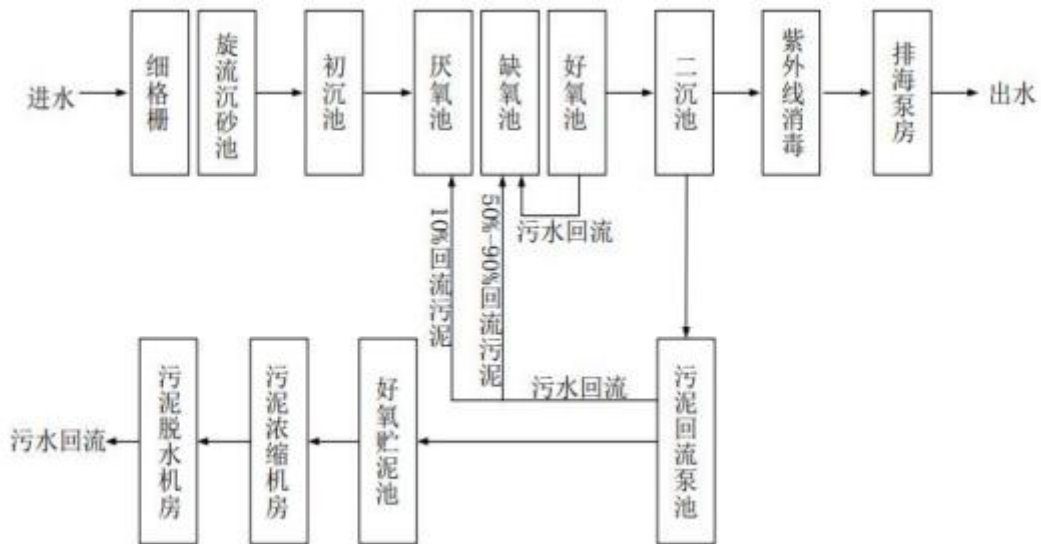 进水
细格栅
旋流沉砂池
初沉池
厌氧池
缺氧池
好氧池
二沉池
紫外线消毒
排海泵房
出水
10%回流污泥
50%-90%回流污泥
污水回流
污水回流
污水回流
污泥脱水机房
污泥浓缩机房
好氧贮泥池
污泥回流泵池